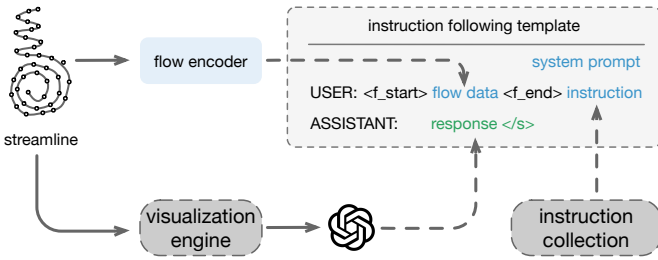 instruction following template
flow encoder
system prompt
USER: <f_start> flow data <f_end> instruction
ASSISTANT: response </s>
streamline
visualization
engine
instruction
collection